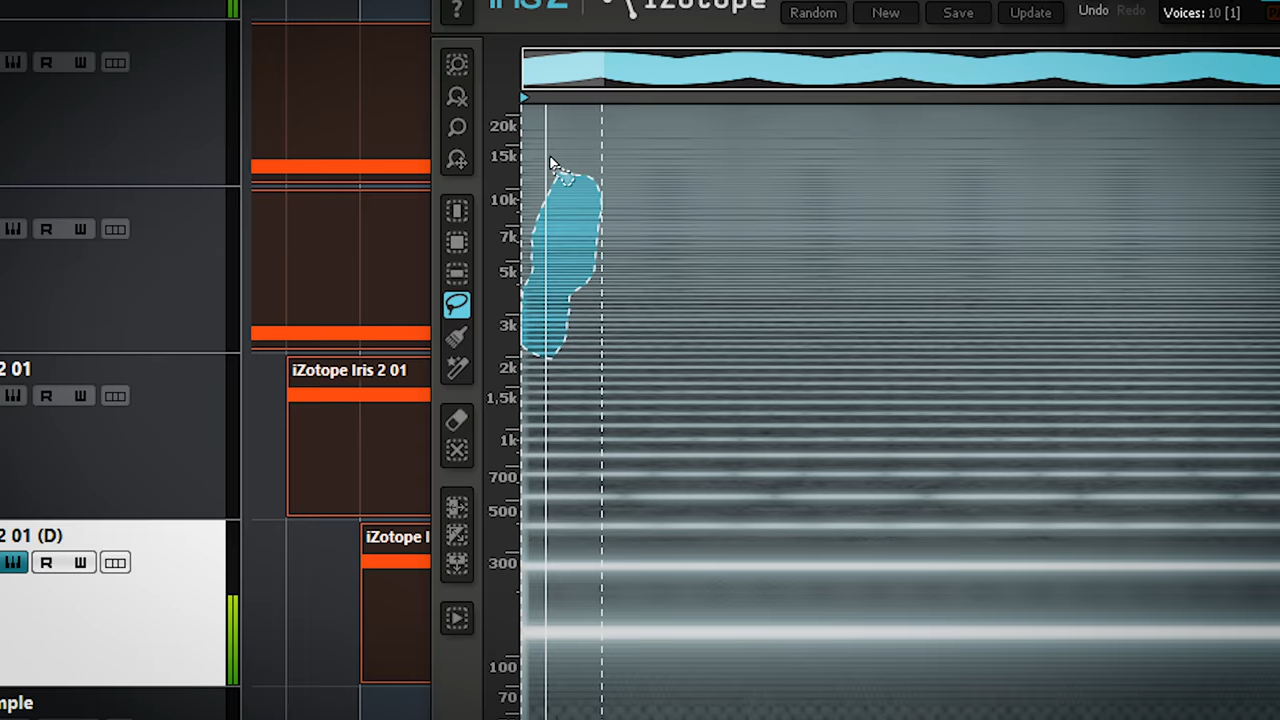 ?
iZotope
Random
New
Save
Update
Undo
Redo
Voices: 10 [1]
R W
20k
15k
10k
7k
R W
5k
3k
2 01
iZotope Iris 2 01
2k
R W
1,5k
1k
700
500
2 01 (D)
iZotope I
R W
300
100
mple
70